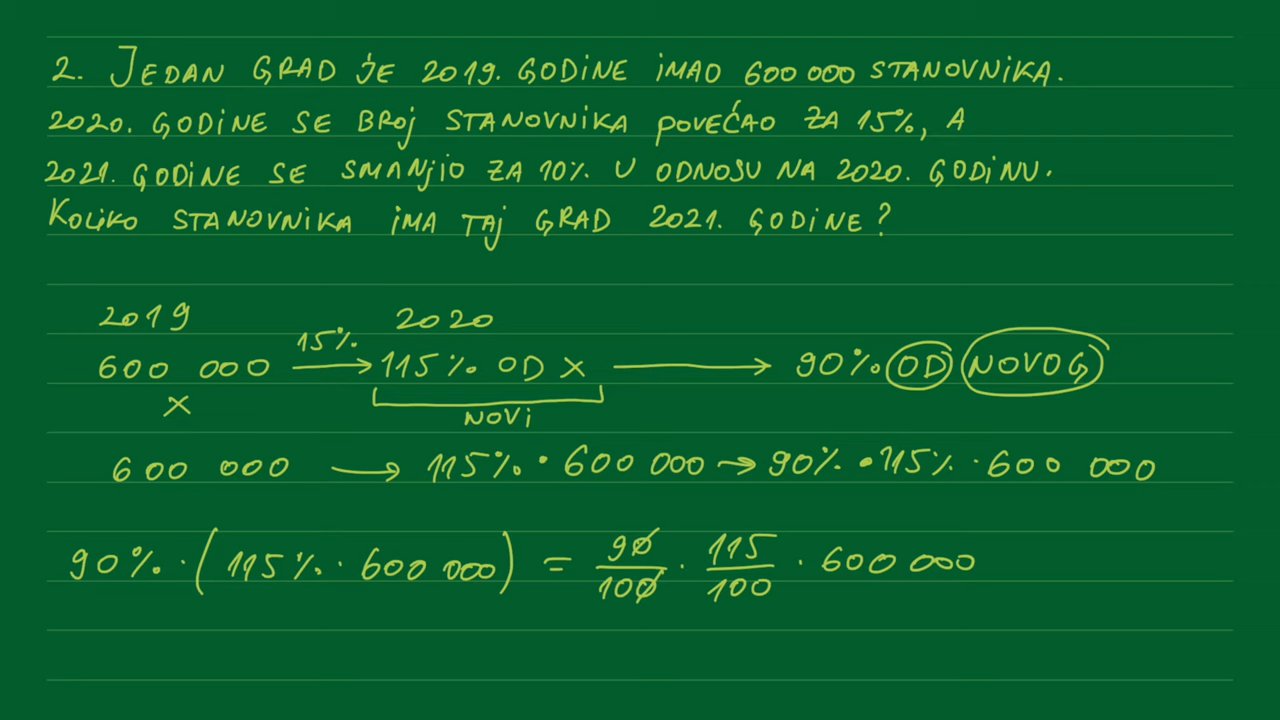 2. JEDAN GRAD JE 2019. GODINE IMAO 600 000 STANOVNIKA.
2020. GODINE SE BROJ STANOVNIKA POVEĆAO ZA 15%, A
2021. GODINE SE SMANJIO ZA 10% U ODNOSU NA 2020. GODINU.
KOLIKO STANOVNIKA IMA TAJ GRAD 2021. GODINE?
2019 2020
600 000 15% → 115% OD X → 90% OD NOVOG
X NOVI
600 000 → 115% · 600 000 → 90% · 115% · 600 000
90% · (115% · 600 000) = 90/100 · 115/100 · 600 000